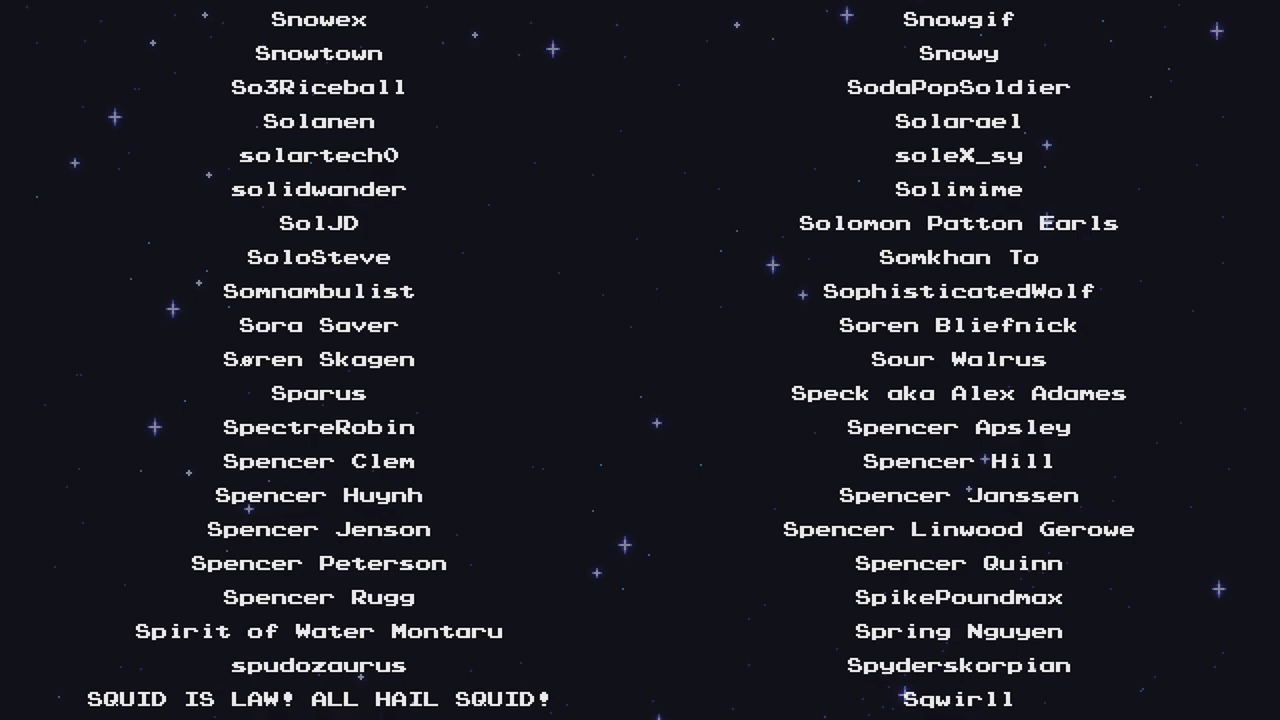 Snowex Snowgif
Snowtown Snowy
So3Riceball SodaPopSoldier
Solanen Solarael
solartech0 soleX_sy
solidwander Solimime
SolJD Solomon Patton Earls
SoloSteve Somkhan To
Somnambulist SophisticatedWolf
Sora Saver Soren Bliefnick
Søren Skagen Sour Walrus
Sparus Speck aka Alex Adames
SpectreRobin Spencer Apsley
Spencer Clem Spencer Hill
Spencer Huynh Spencer Janssen
Spencer Jenson Spencer Linwood Gerowe
Spencer Peterson Spencer Quinn
Spencer Rugg SpikePoundmax
Spirit of Water Montaru Spring Nguyen
spudozaurus Spyderskorpian
SQUID IS LAW! ALL HAIL SQUID! Sqwirll